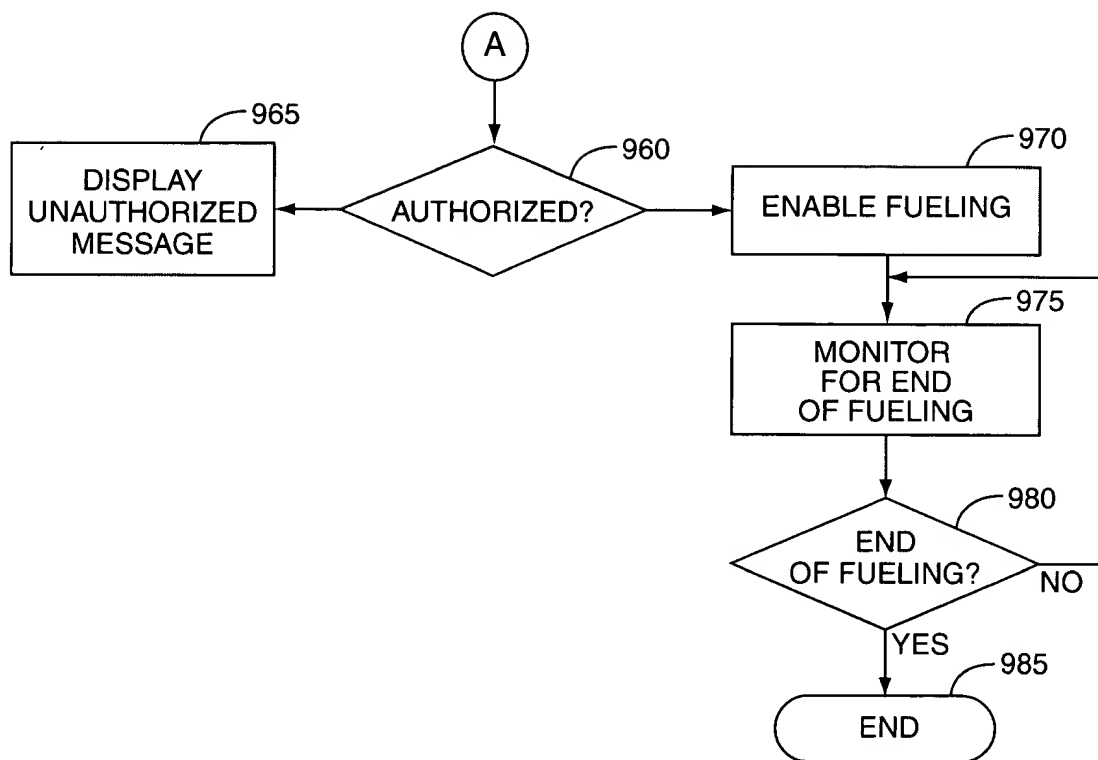 A
965
DISPLAY
UNAUTHORIZED
MESSAGE
960
AUTHORIZED?
970
ENABLE FUELING
975
MONITOR
FOR END
OF FUELING
980
END
OF FUELING?
NO
YES
985
END